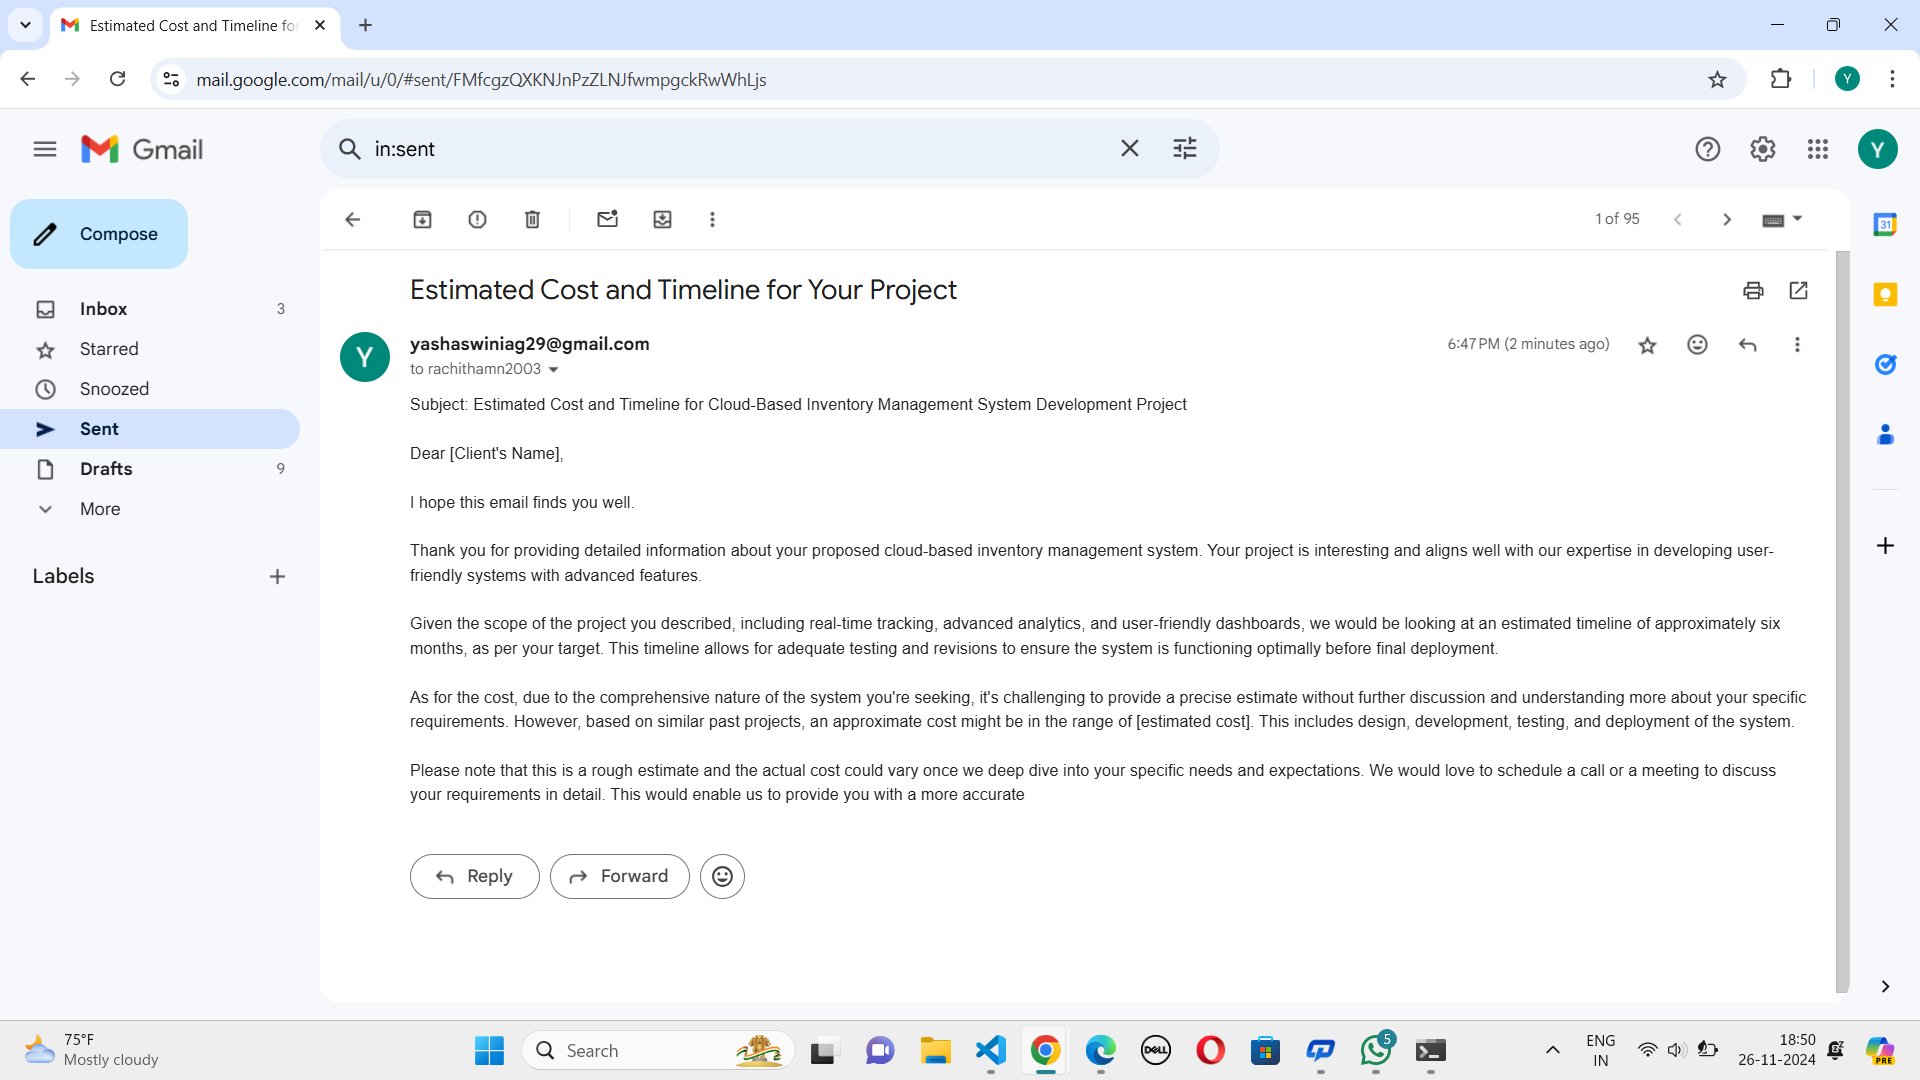 Estimated Cost and Timeline fo
mail.google.com/mail/u/0/#sent/FMfcgzQXKNJnPzZLNJfwmpgckRwWhLjs
Y
Gmail
in:sent
Y
Compose
1 of 95
31
Estimated Cost and Timeline for Your Project
Inbox 3
Starred
Snoozed
Sent
Drafts 9
More
Labels
Y
yashaswiniag29@gmail.com
6:47 PM (2 minutes ago)
to rachithamn2003
Subject: Estimated Cost and Timeline for Cloud-Based Inventory Management System Development Project
Dear [Client's Name],
I hope this email finds you well.
Thank you for providing detailed information about your proposed cloud-based inventory management system. Your project is interesting and aligns well with our expertise in developing user-
friendly systems with advanced features.
Given the scope of the project you described, including real-time tracking, advanced analytics, and user-friendly dashboards, we would be looking at an estimated timeline of approximately six
months, as per your target. This timeline allows for adequate testing and revisions to ensure the system is functioning optimally before final deployment.
As for the cost, due to the comprehensive nature of the system you're seeking, it's challenging to provide a precise estimate without further discussion and understanding more about your specific
requirements. However, based on similar past projects, an approximate cost might be in the range of [estimated cost]. This includes design, development, testing, and deployment of the system.
Please note that this is a rough estimate and the actual cost could vary once we deep dive into your specific needs and expectations. We would love to schedule a call or a meeting to discuss
your requirements in detail. This would enable us to provide you with a more accurate
Reply
Forward
75°F
Mostly cloudy
Search
DELL
5
ENG
IN
18:50
26-11-2024
PRE